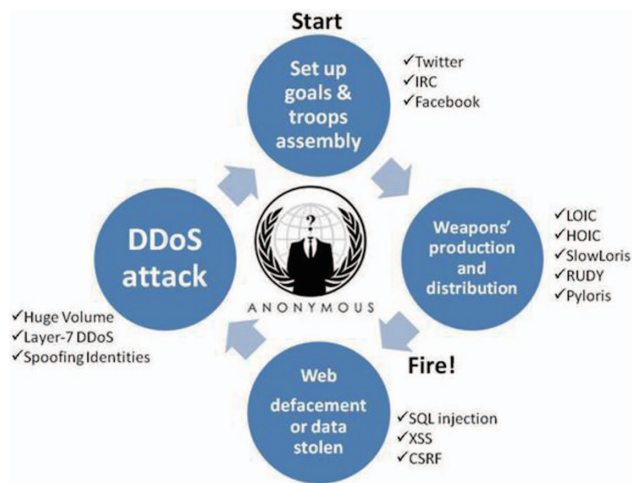 Start
Set up
goals &
troops
assembly
✓Twitter
✓IRC
✓Facebook
Weapons'
production
and
distribution
✓LOIC
✓HOIC
✓SlowLoris
✓RUDY
✓Pyloris
Fire!
Web
defacement
or data
stolen
✓SQL injection
✓XSS
✓CSRF
DDoS
attack
✓Huge Volume
✓Layer-7 DDoS
✓Spoofing Identities
?
ANONYMOUS